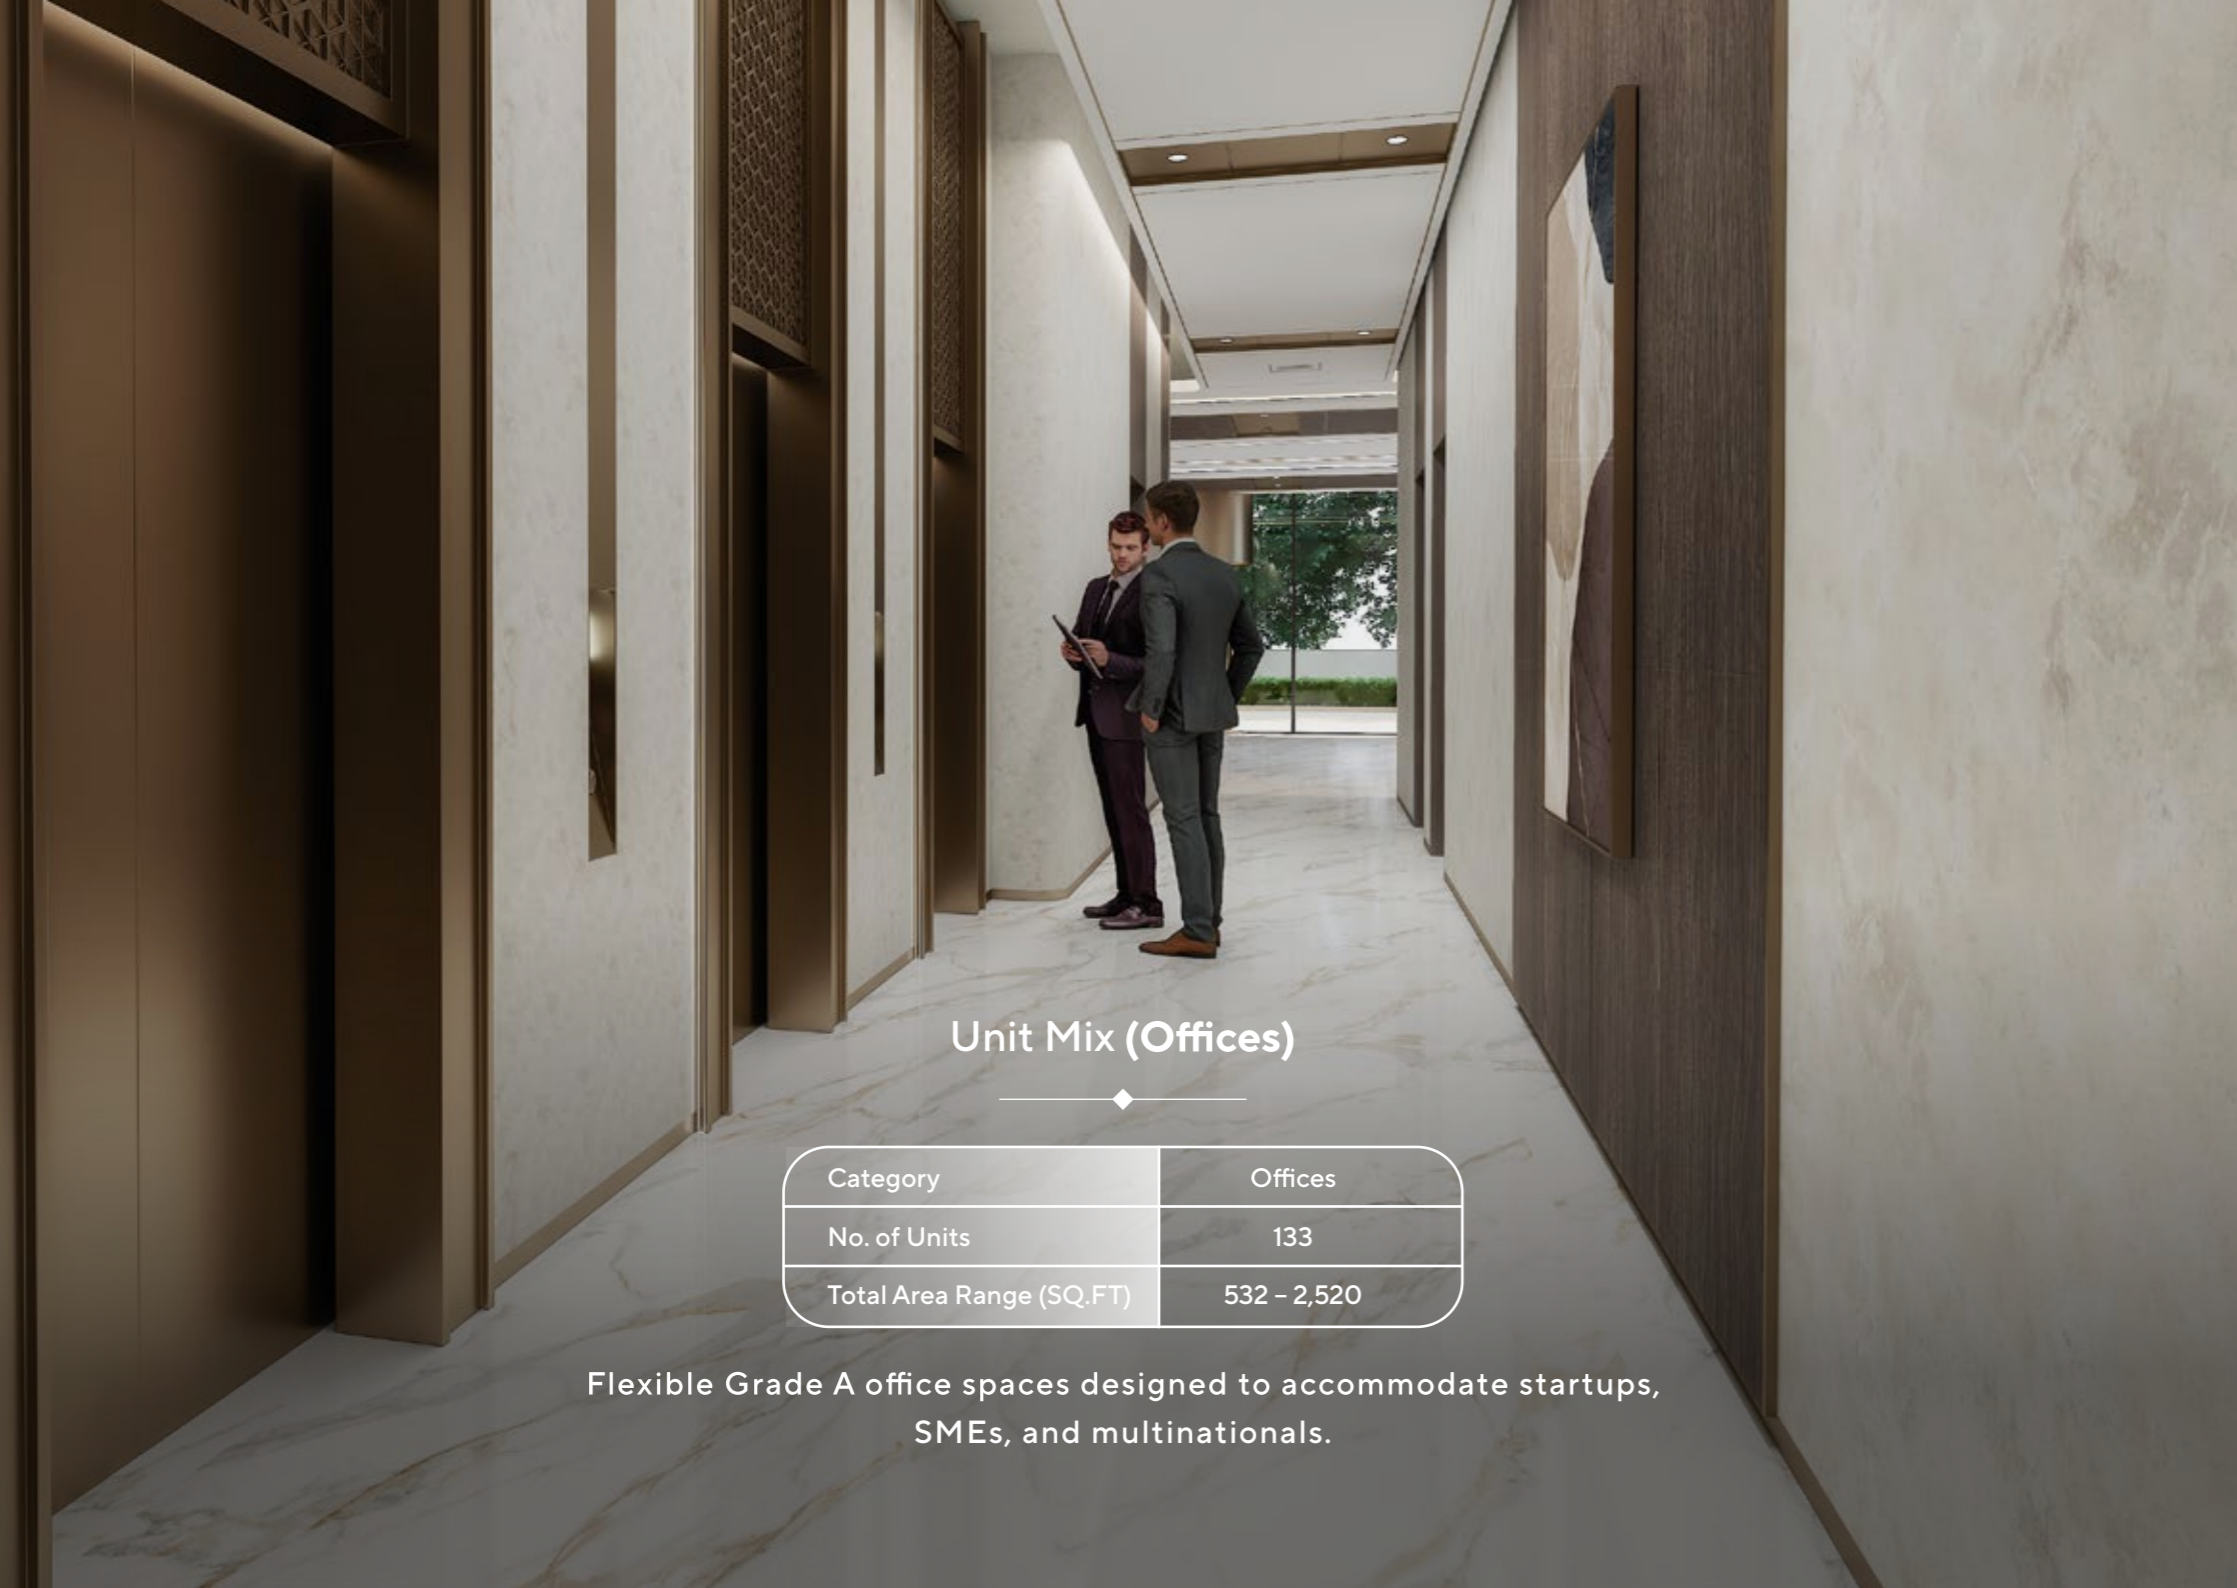 Unit Mix (Offices)
Category Offices
No. of Units 133
Total Area Range (SQ.FT) 532 – 2,520
Flexible Grade A office spaces designed to accommodate startups,
SMEs, and multinationals.